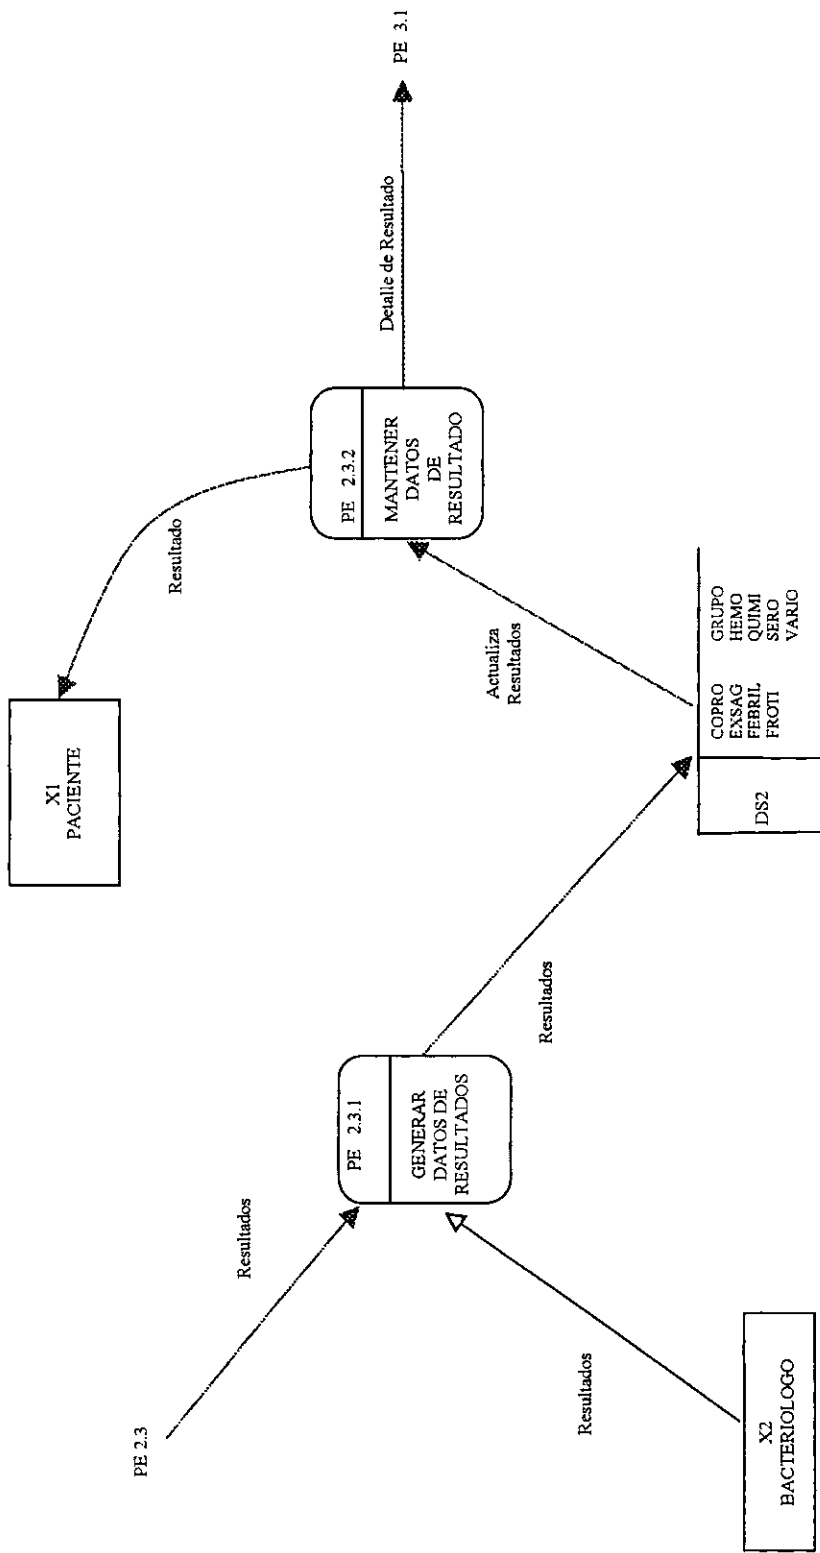 PE 2.3
Resultados
X2
BACTERIOLOGO
Resultados
PE 2.3.1
GENERAR
DATOS DE
RESULTADOS
Resultados
X1
PACIENTE
DS2
COPRO
EXSAG
FEBRIL
FROTI
GRUPO
HEMO
QUIMI
SERO
VARIO
Actualiza
Resultados
Resultado
PE 2.3.2
MANTENER
DATOS
DE
RESULTADO
Detalle de Resultado
PE 3.1